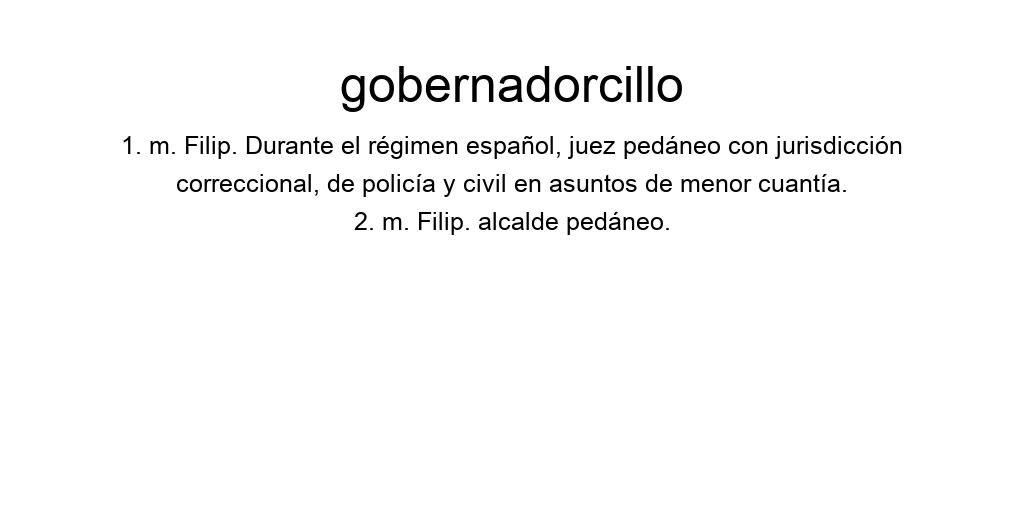 gobernadorcillo
1. m. Filip. Durante el régimen español, juez pedáneo con jurisdicción
correccional, de policía y civil en asuntos de menor cuantía.
2. m. Filip. alcalde pedáneo.